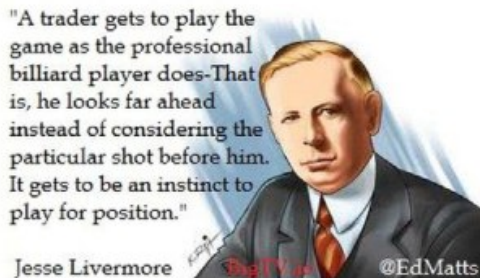 "A trader gets to play the
game as the professional
billiard player does-That
is, he looks far ahead
instead of considering the
particular shot before him.
It gets to be an instinct to
play for position."
Jesse Livermore
@EdMatts